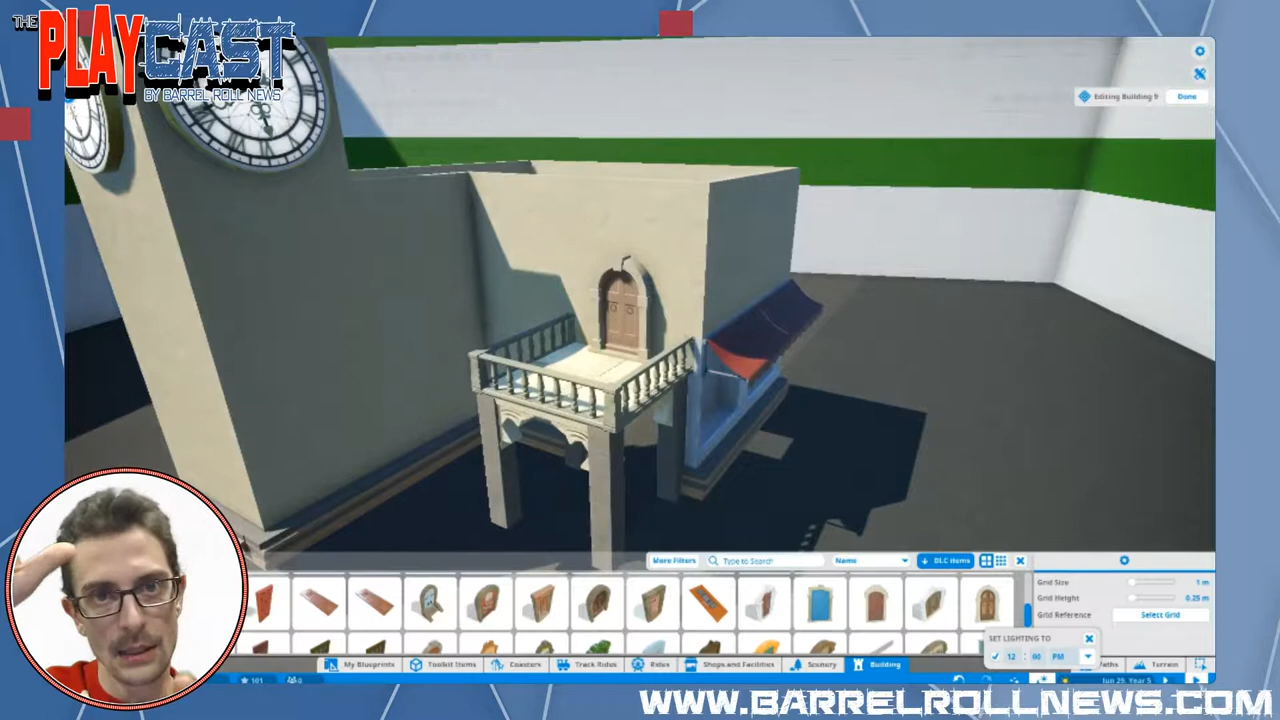 THE
PLAYCAST
BY BARREL ROLL NEWS
Editing Building
Done
More Filters
Type to Search
Name
DLC Items
Grid Size
1 m
Grid Height
0.25 m
Grid Reference
Select Grid
SET LIGHTING TO
12 : 00 PM
My Blueprints
Toolkit Items
Coasters
Track Rides
Rides
Shops and Facilities
Scenery
Building
Paths
Terrain
101
0
Jun 29, Year 5
WWW.BARRELROLLNEWS.COM